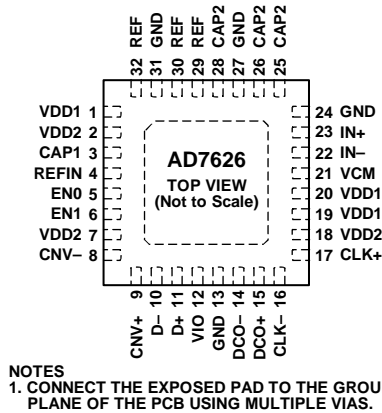 32 REF
31 GND
30 REF
29 REF
28 CAP2
27 GND
26 CAP2
25 CAP2
VDD1 1
VDD2 2
CAP1 3
REFIN 4
EN0 5
EN1 6
VDD2 7
CNV– 8
AD7626
TOP VIEW
(Not to Scale)
24 GND
23 IN+
22 IN–
21 VCM
20 VDD1
19 VDD1
18 VDD2
17 CLK+
CNV+ 9
D– 10
D+ 11
VIO 12
GND 13
DCO– 14
DCO+ 15
CLK– 16
NOTES
1. CONNECT THE EXPOSED PAD TO THE GROU
PLANE OF THE PCB USING MULTIPLE VIAS.